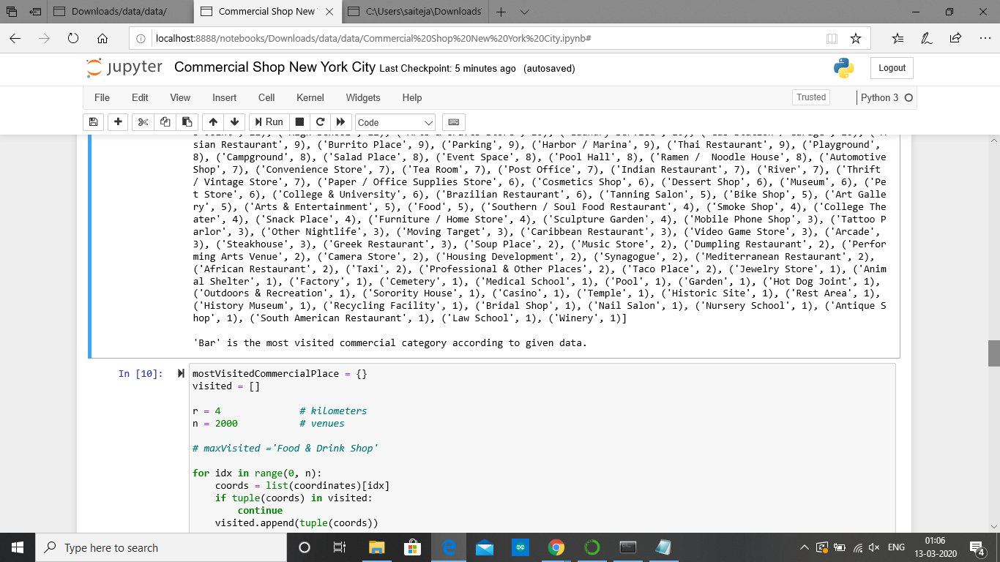 Downloads/data/data/
Commercial Shop New
C:\Users\saiteja\Downloads
localhost:8888/notebooks/Downloads/data/data/Commercial%20Shop%20New%20York%20City.ipynb#
jupyter Commercial Shop New York City Last Checkpoint: 5 minutes ago (autosaved)
Logout
File Edit View Insert Cell Kernel Widgets Help
Trusted
Python 3
Run
Code
sian Restaurant', 9), ('Burrito Place', 9), ('Parking', 9), ('Harbor / Marina', 9), ('Thai Restaurant', 9), ('Playground',
8), ('Campground', 8), ('Salad Place', 8), ('Event Space', 8), ('Pool Hall', 8), ('Ramen /  Noodle House', 8), ('Automotive
Shop', 7), ('Convenience Store', 7), ('Tea Room', 7), ('Post Office', 7), ('Indian Restaurant', 7), ('River', 7), ('Thrift
/ Vintage Store', 7), ('Paper / Office Supplies Store', 6), ('Cosmetics Shop', 6), ('Dessert Shop', 6), ('Museum', 6), ('Pe
t Store', 6), ('College & University', 6), ('Brazilian Restaurant', 6), ('Tanning Salon', 5), ('Bike Shop', 5), ('Art Galle
ry', 5), ('Arts & Entertainment', 5), ('Food', 5), ('Southern / Soul Food Restaurant', 4), ('Smoke Shop', 4), ('College The
ater', 4), ('Snack Place', 4), ('Furniture / Home Store', 4), ('Sculpture Garden', 4), ('Mobile Phone Shop', 3), ('Tattoo P
arlor', 3), ('Other Nightlife', 3), ('Moving Target', 3), ('Caribbean Restaurant', 3), ('Video Game Store', 3), ('Arcade',
3), ('Steakhouse', 3), ('Greek Restaurant', 3), ('Soup Place', 2), ('Music Store', 2), ('Dumpling Restaurant', 2), ('Perfor
ming Arts Venue', 2), ('Camera Store', 2), ('Housing Development', 2), ('Synagogue', 2), ('Mediterranean Restaurant', 2),
('African Restaurant', 2), ('Taxi', 2), ('Professional & Other Places', 2), ('Taco Place', 2), ('Jewelry Store', 1), ('Anim
al Shelter', 1), ('Factory', 1), ('Cemetery', 1), ('Medical School', 1), ('Pool', 1), ('Garden', 1), ('Hot Dog Joint', 1),
('Outdoors & Recreation', 1), ('Sorority House', 1), ('Casino', 1), ('Temple', 1), ('Historic Site', 1), ('Rest Area', 1),
('History Museum', 1), ('Recycling Facility', 1), ('Bridal Shop', 1), ('Nail Salon', 1), ('Nursery School', 1), ('Antique S
hop', 1), ('South American Restaurant', 1), ('Law School', 1), ('Winery', 1)]
'Bar' is the most visited commercial category according to given data.
In [10]:
mostVisitedCommercialPlace = {}
visited = []
r = 4 # kilometers
n = 2000 # venues
# maxVisited ='Food & Drink Shop'
for idx in range(0, n):
coords = list(coordinates)[idx]
if tuple(coords) in visited:
continue
visited.append(tuple(coords))
Type here to search
ENG
01:06
13-03-2020
4